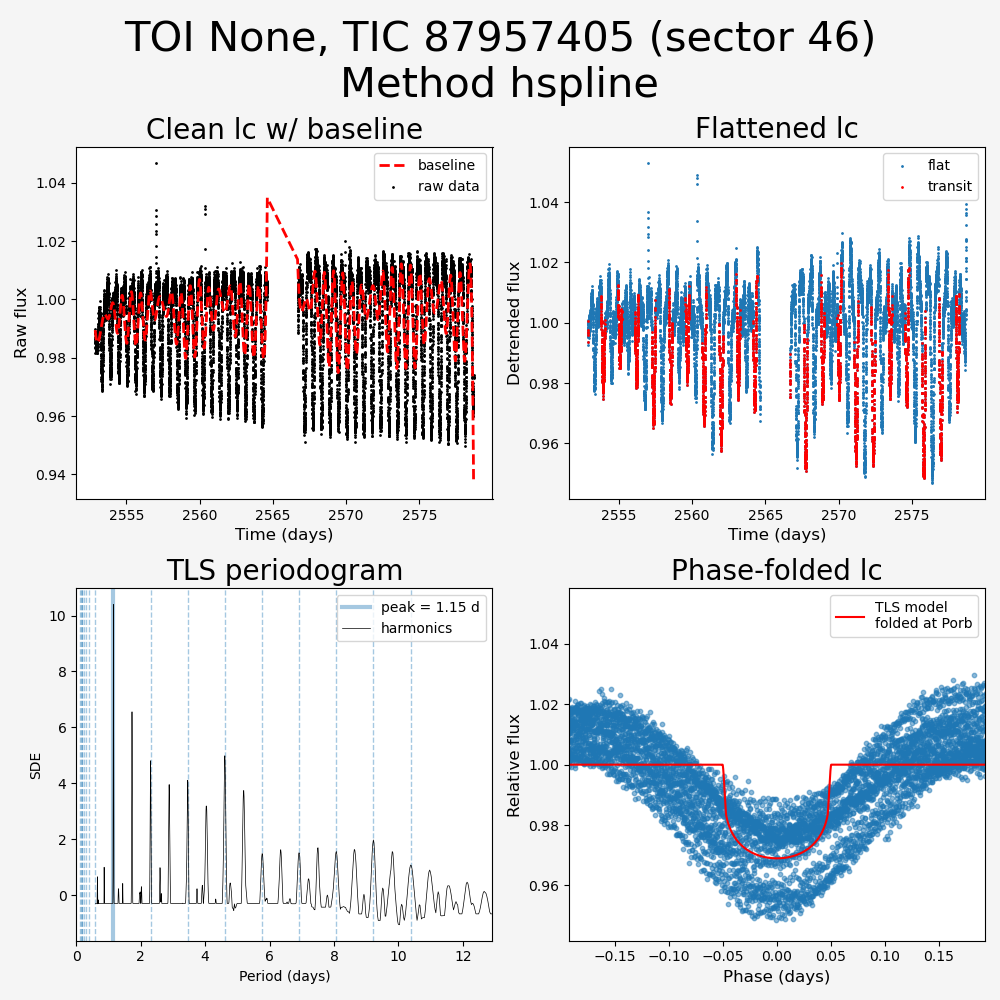 TOI None, TIC 87957405 (sector 46)
Method hspline
Clean lc w/ baseline
Flattened lc
baseline
raw data
flat
transit
Raw flux
1.04
1.02
1.00
0.98
0.96
0.94
2555
2560
2565
2570
2575
Time (days)
Detrended flux
1.04
1.02
1.00
0.98
0.96
2555
2560
2565
2570
2575
Time (days)
TLS periodogram
Phase-folded lc
peak = 1.15 d
harmonics
TLS model
folded at Porb
SDE
10
8
6
4
2
0
0
2
4
6
8
10
12
Period (days)
Relative flux
1.04
1.02
1.00
0.98
0.96
−0.15
−0.10
−0.05
0.00
0.05
0.10
0.15
Phase (days)